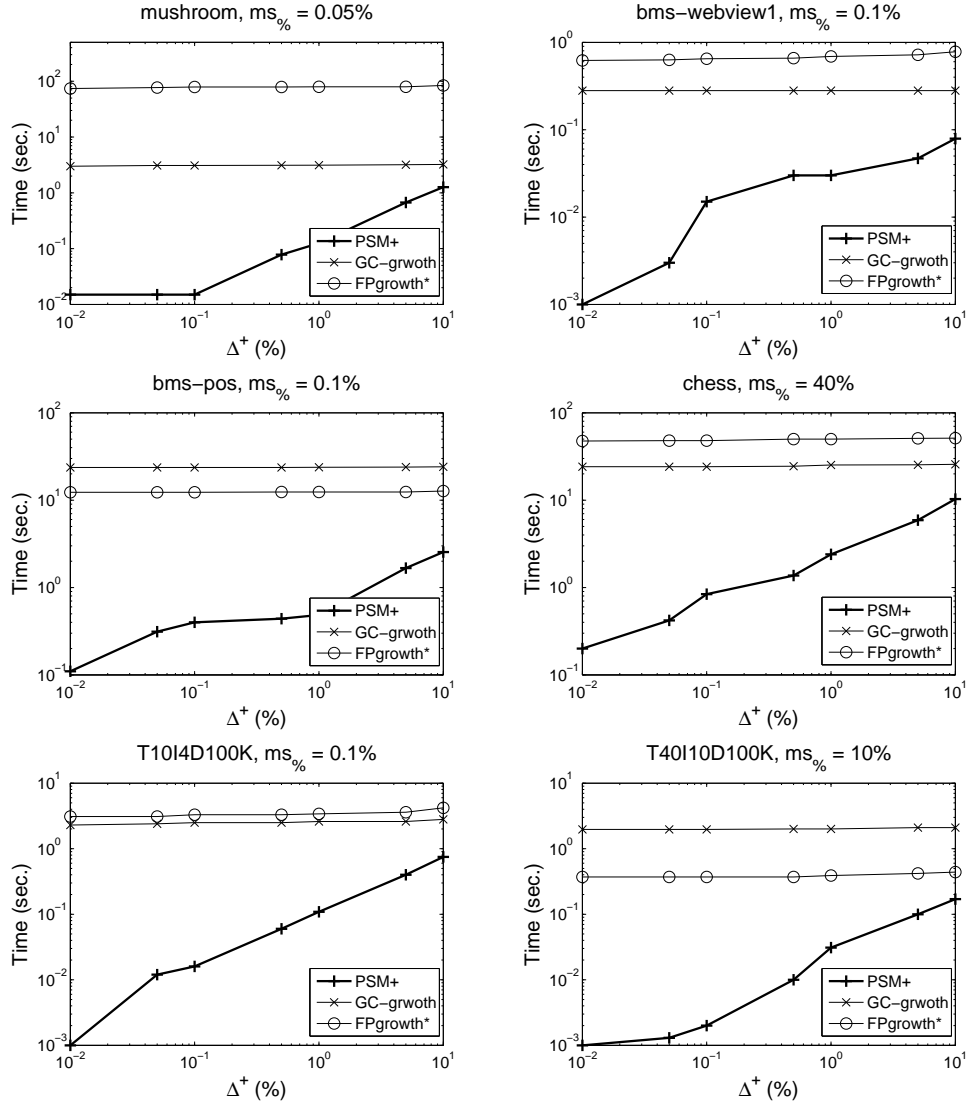 mushroom, ms% = 0.05%
Time (sec.)
10^2
10^1
10^0
10^-1
10^-2
PSM+
GC-grwoth
FPgrowth*
10^-2 10^-1 10^0 10^1
Δ^+ (%)
bms-webview1, ms% = 0.1%
Time (sec.)
10^0
10^-1
10^-2
10^-3
PSM+
GC-grwoth
FPgrowth*
10^-2 10^-1 10^0 10^1
Δ^+ (%)
bms-pos, ms% = 0.1%
Time (sec.)
10^2
10^1
10^0
10^-1
PSM+
GC-grwoth
FPgrowth*
10^-2 10^-1 10^0 10^1
Δ^+ (%)
chess, ms% = 40%
Time (sec.)
10^2
10^1
10^0
10^-1
PSM+
GC-grwoth
FPgrowth*
10^-2 10^-1 10^0 10^1
Δ^+ (%)
T10I4D100K, ms% = 0.1%
Time (sec.)
10^1
10^0
10^-1
10^-2
10^-3
PSM+
GC-grwoth
FPgrowth*
10^-2 10^-1 10^0 10^1
Δ^+ (%)
T40I10D100K, ms% = 10%
Time (sec.)
10^1
10^0
10^-1
10^-2
10^-3
PSM+
GC-grwoth
FPgrowth*
10^-2 10^-1 10^0 10^1
Δ^+ (%)